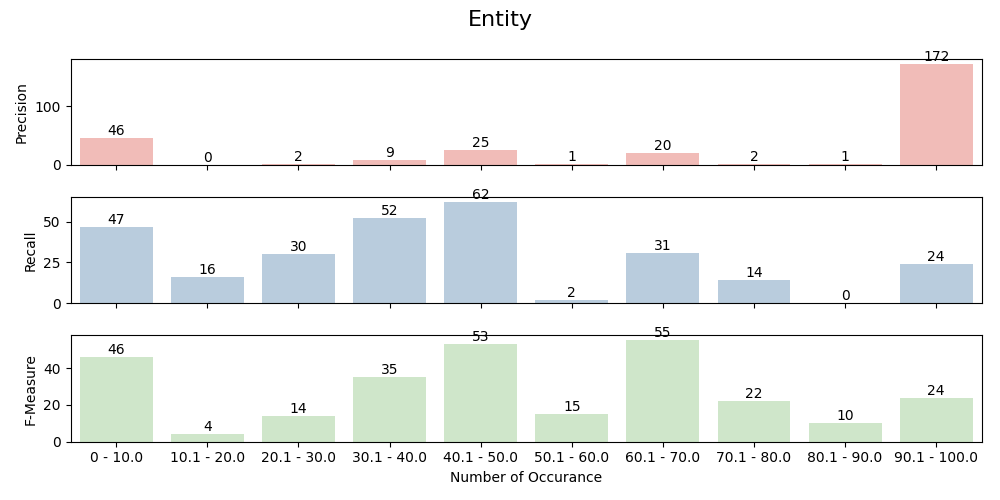 Entity
Precision
100
0
46
0
2
9
25
1
20
2
1
172
Recall
50
25
0
47
16
30
52
62
2
31
14
0
24
F-Measure
40
20
0
46
4
14
35
53
15
55
22
10
24
0 - 10.0
10.1 - 20.0
20.1 - 30.0
30.1 - 40.0
40.1 - 50.0
50.1 - 60.0
60.1 - 70.0
70.1 - 80.0
80.1 - 90.0
90.1 - 100.0
Number of Occurance